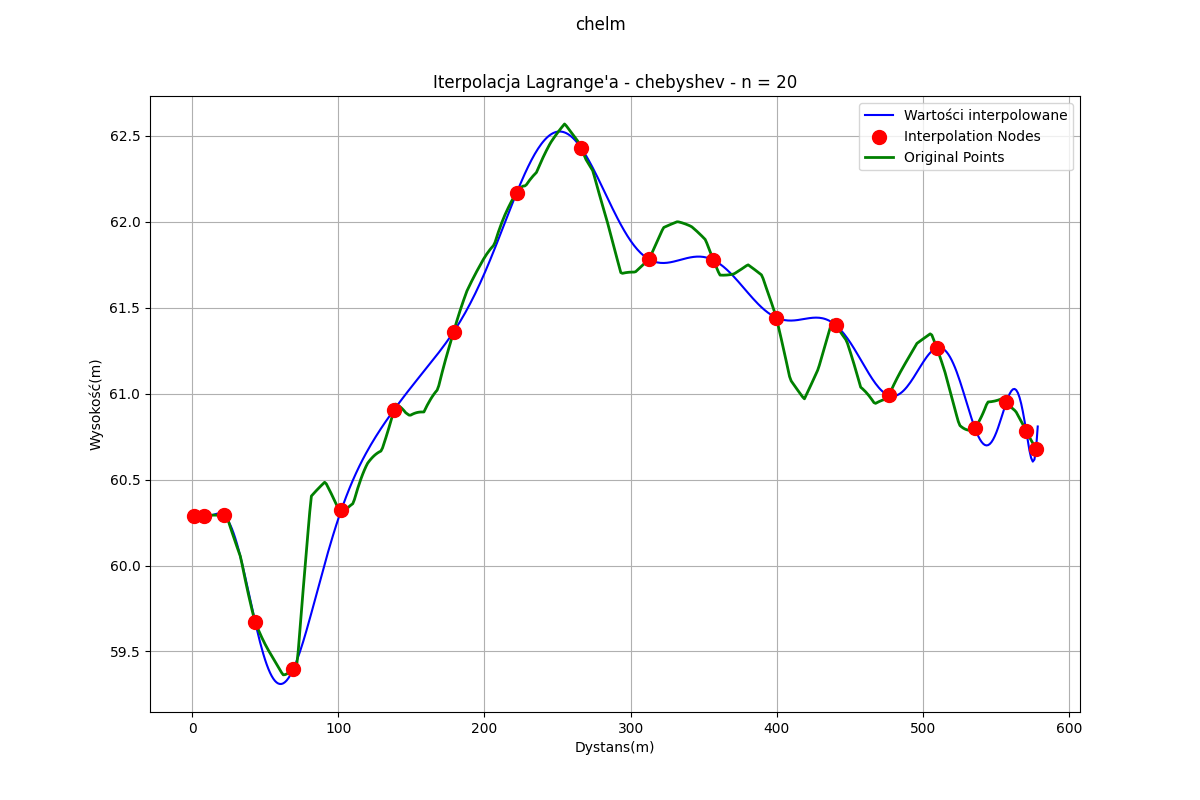 chelm
Iterpolacja Lagrange'a - chebyshev - n = 20
Wartości interpolowane
Interpolation Nodes
Original Points
Wysokość(m)
62.5
62.0
61.5
61.0
60.5
60.0
59.5
0 100 200 300 400 500 600
Dystans(m)